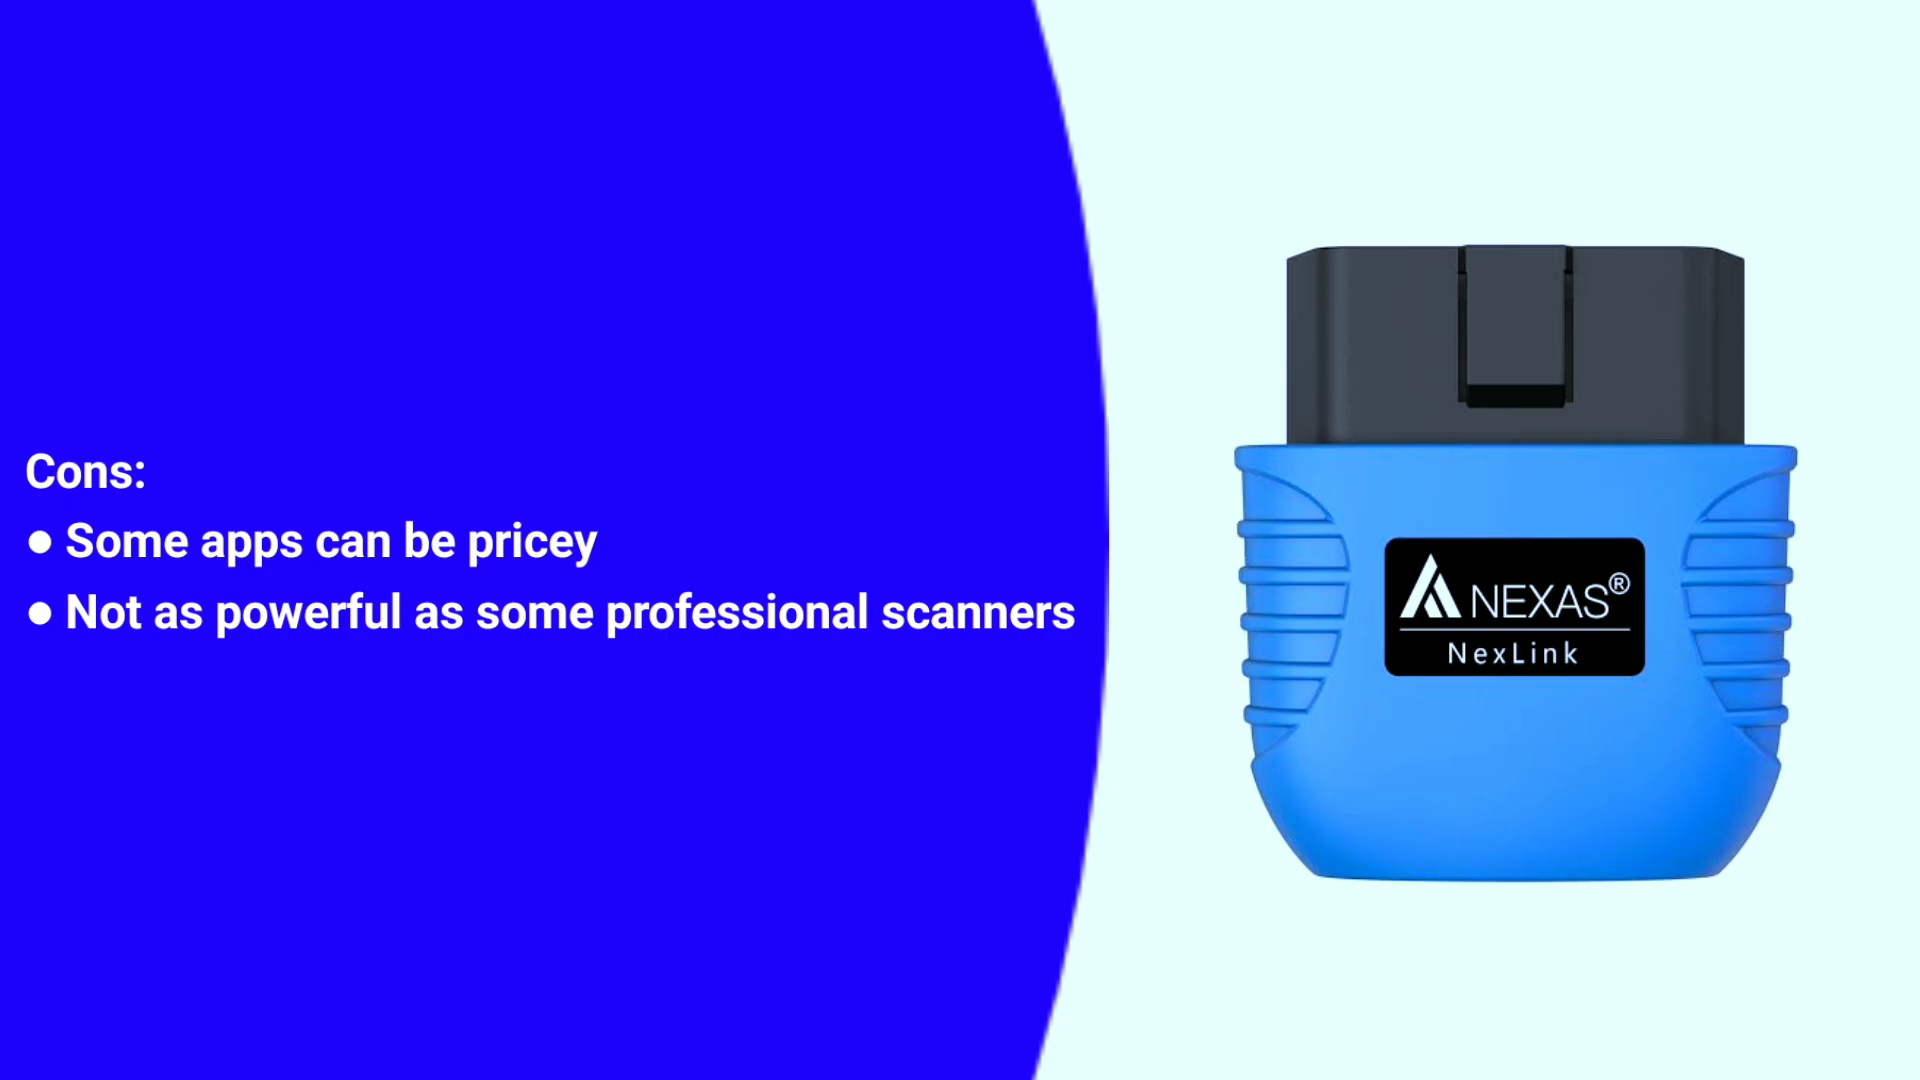 Cons:
● Some apps can be pricey
● Not as powerful as some professional scanners
NEXAS®
NexLink